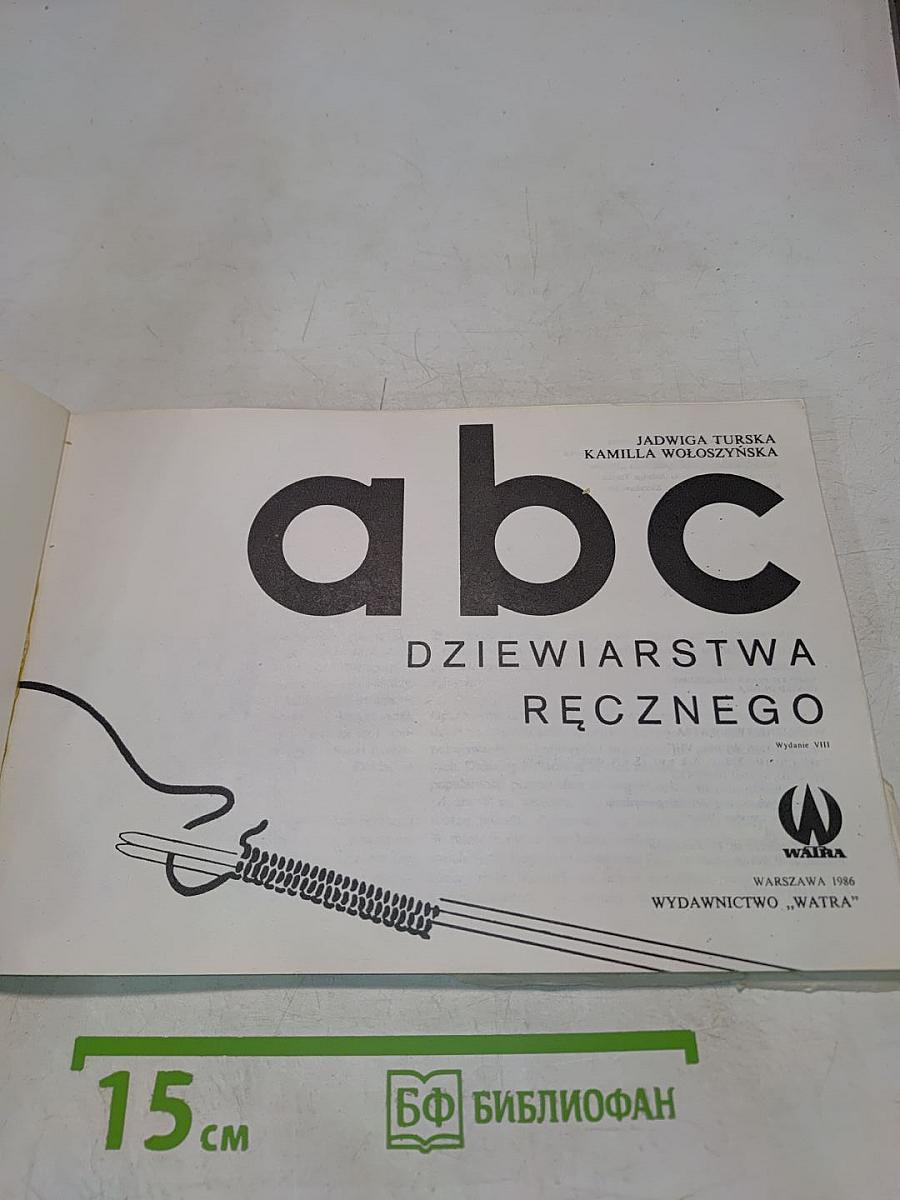 JADWIGA TURSKA
KAMILLA WOŁOSZYŃSKA
abc
DZIEWIARSTWA
RĘCZNEGO
Wydanie VIII
WATRA
WARSZAWA 1986
WYDAWNICTWO „WATRA”
15 см
БФ БИБЛИОФАН